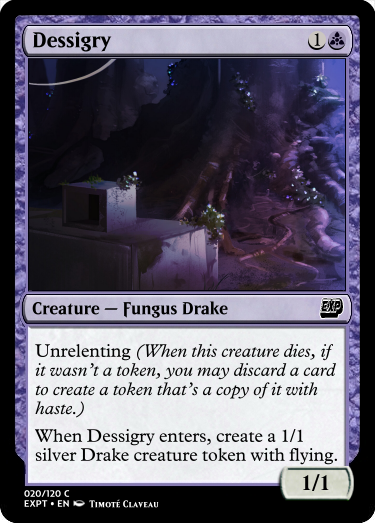 Dessigry
1
Creature — Fungus Drake
EXP
Unrelenting (When this creature dies, if
it wasn't a token, you may discard a card
to create a token that's a copy of it with
haste.)
When Dessigry enters, create a 1/1
silver Drake creature token with flying.
1/1
020/120 C
EXPT • EN Timoté Claveau